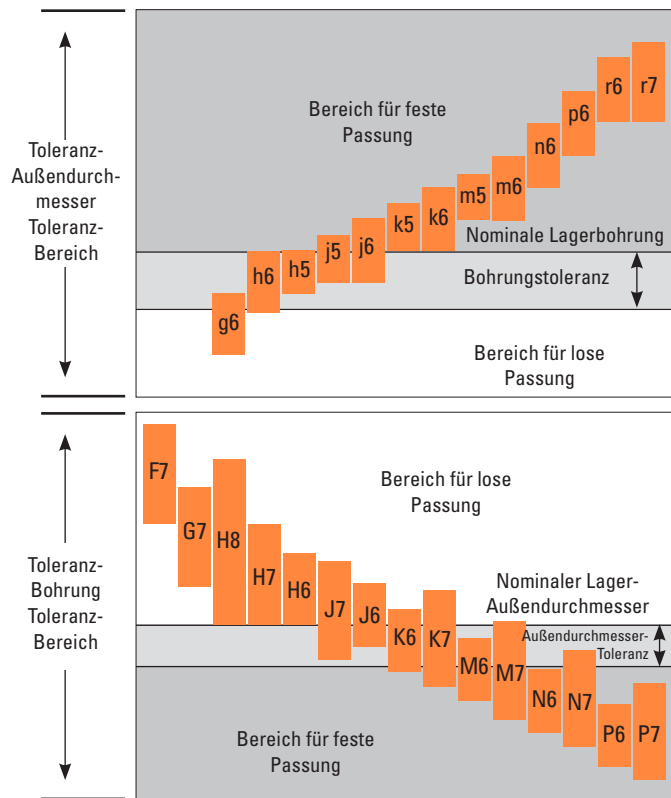 Toleranz-
Außendurch-
messer
Toleranz-
Bereich
Bereich für feste
Passung
r6
r7
p6
n6
m5
m6
k5
k6
j5
j6
h6
h5
g6
Nominale Lagerbohrung
Bohrungstoleranz
Bereich für lose
Passung
Toleranz-
Bohrung
Toleranz-
Bereich
F7
G7
H8
H7
H6
J7
J6
K6
K7
M6
M7
N6
N7
P6
P7
Bereich für lose
Passung
Nominaler Lager-
Außendurchmesser
Außendurchmesser-
Toleranz
Bereich für feste
Passung